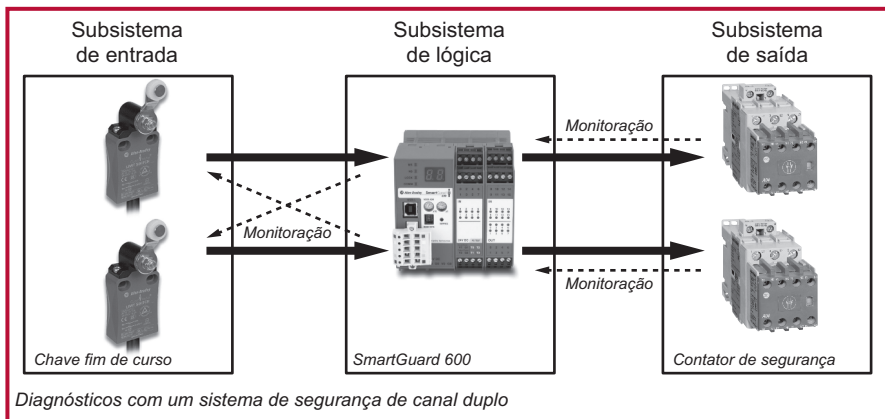 Subsistema
de entrada
Subsistema
de lógica
Subsistema
de saída
Monitoração
Monitoração
Monitoração
Chave fim de curso
SmartGuard 600
Contator de segurança
Diagnósticos com um sistema de segurança de canal duplo